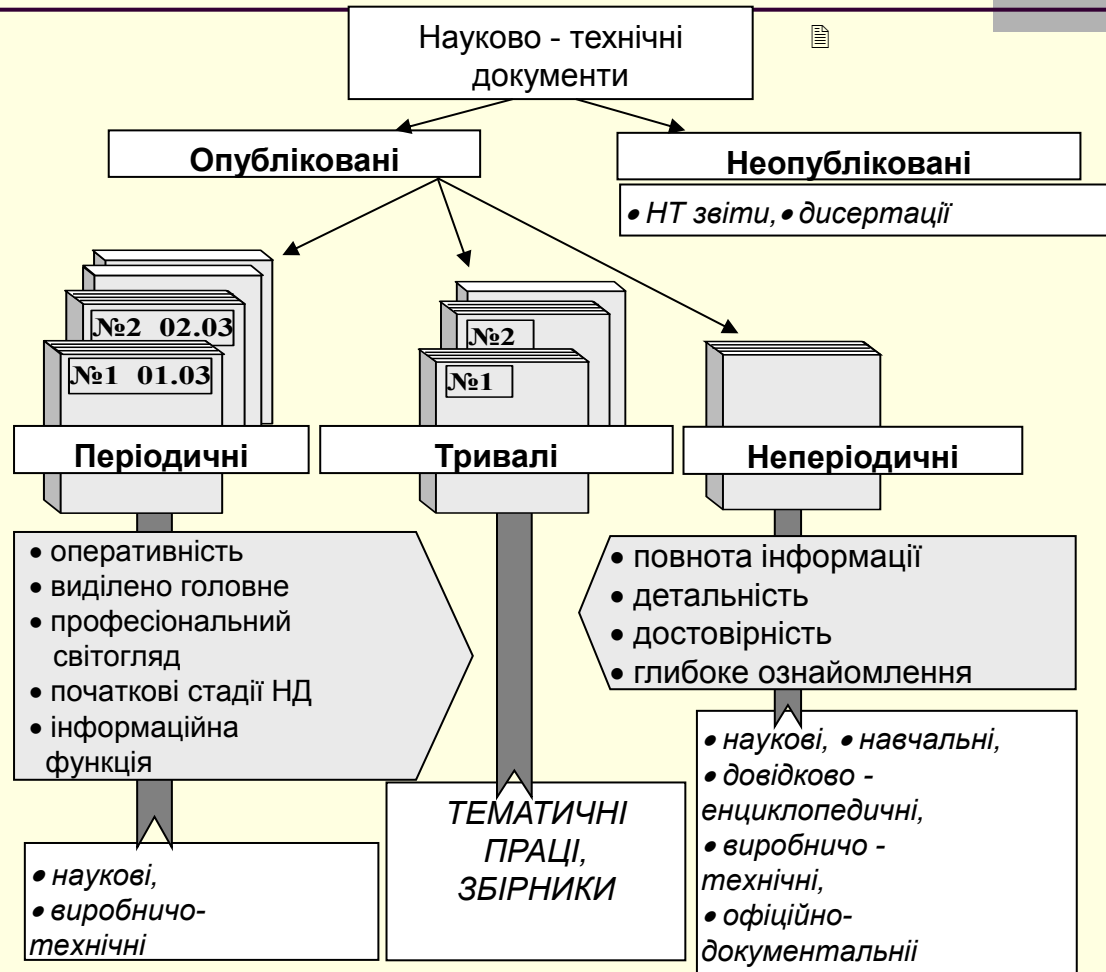 Науково - технічні
документи
Опубліковані
Неопубліковані
• НТ звіти, • дисертації
№2 02.03
№1 01.03
№2
№1
Періодичні
Тривалі
Неперіодичні
• оперативність
• виділено головне
• професіональний
світогляд
• початкові стадії НД
• інформаційна
функція
• повнота інформації
• детальність
• достовірність
• глибоке ознайомлення
• наукові,
• виробничо-
технічні
ТЕМАТИЧНІ
ПРАЦІ,
ЗБІРНИКИ
• наукові, • навчальні,
• довідково -
енциклопедичні,
• виробничо -
технічні,
• офіційно-
документальніі